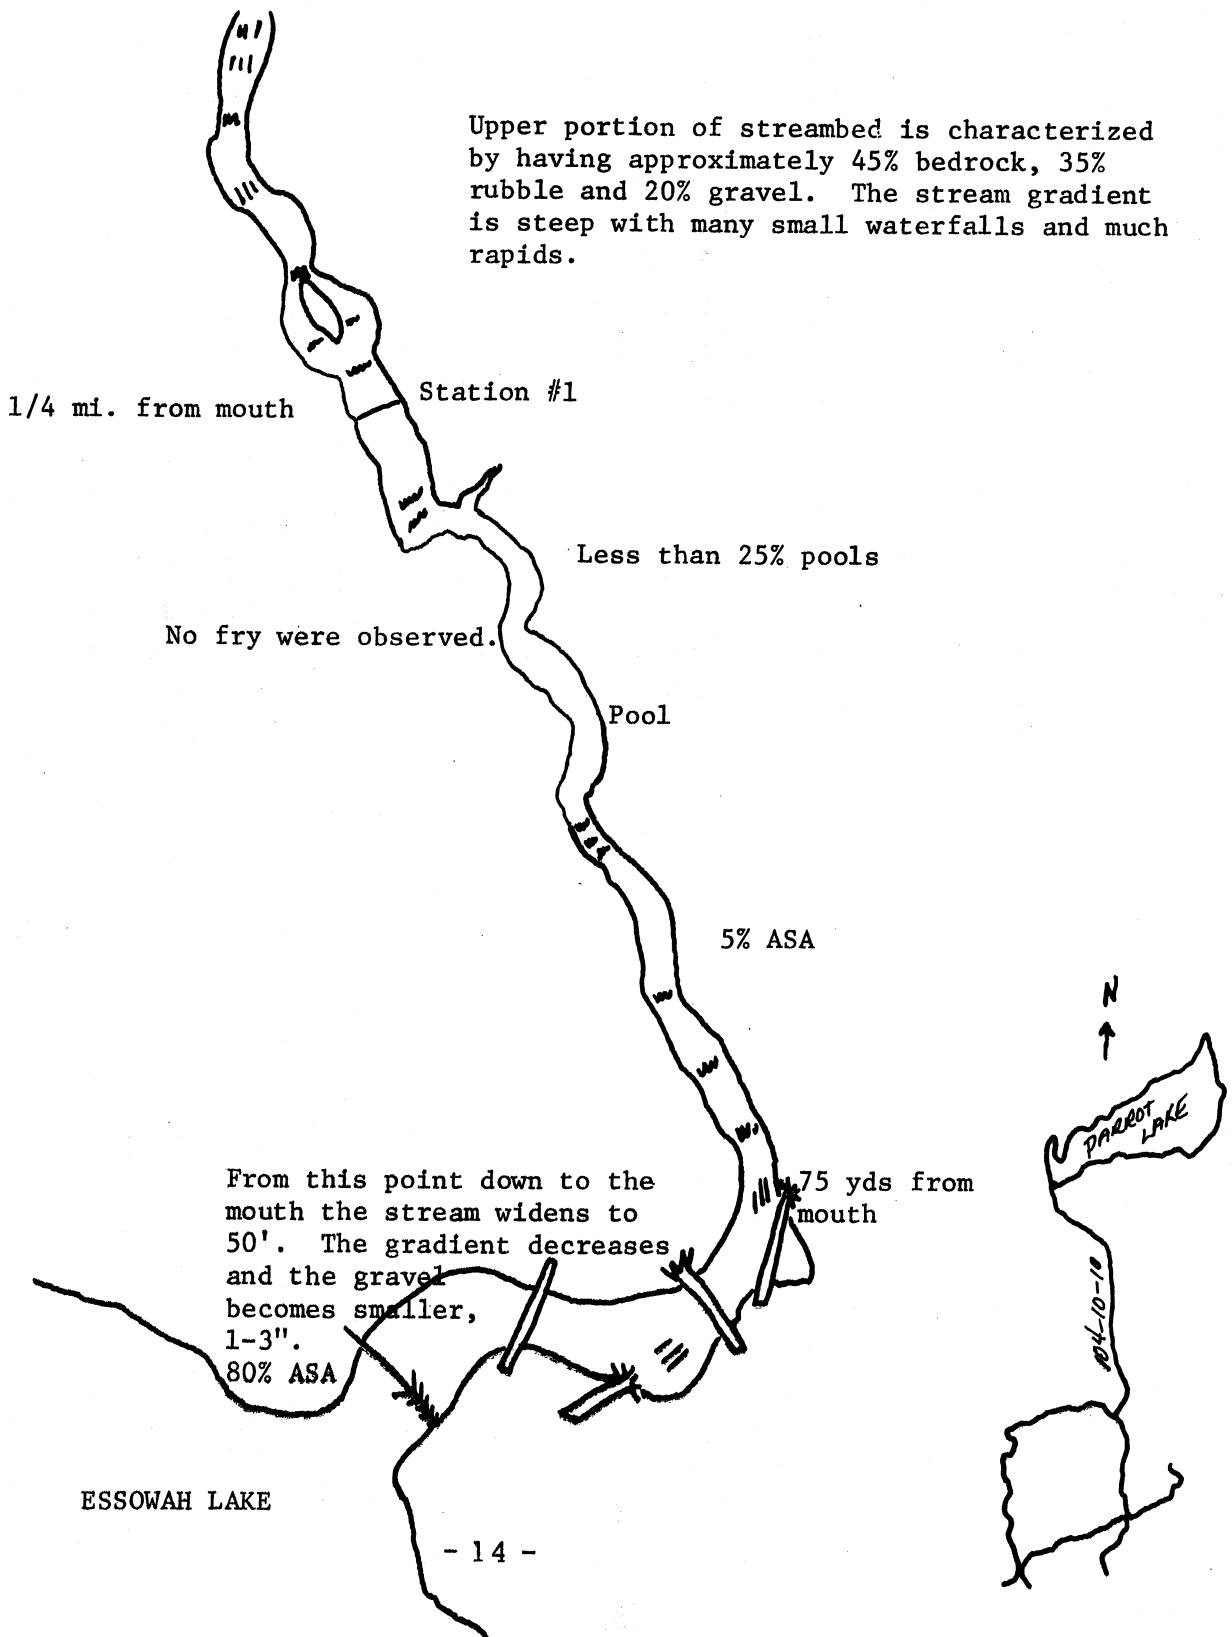 Upper portion of streambed is characterized
by having approximately 45% bedrock, 35%
rubble and 20% gravel. The stream gradient
is steep with many small waterfalls and much
rapids.
Station #1
1/4 mi. from mouth
Less than 25% pools
No fry were observed.
Pool
5% ASA
N
PARROT
LAKE
From this point down to the
mouth the stream widens to
50'. The gradient decreases
and the gravel
becomes smaller,
1-3".
80% ASA
75 yds from
mouth
104-10-10
ESSOWAH LAKE
- 14 -